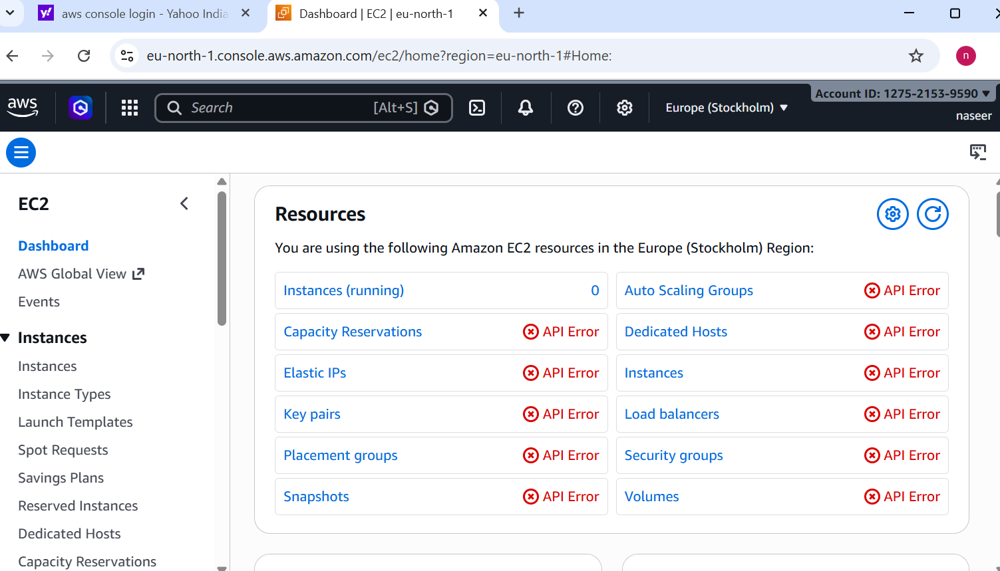 aws console login - Yahoo India
Dashboard | EC2 | eu-north-1
eu-north-1.console.aws.amazon.com/ec2/home?region=eu-north-1#Home:
n
aws
Search
[Alt+S]
Europe (Stockholm)
Account ID: 1275-2153-9590
naseer
EC2
Dashboard
AWS Global View
Events
Instances
Instances
Instance Types
Launch Templates
Spot Requests
Savings Plans
Reserved Instances
Dedicated Hosts
Capacity Reservations
Resources
You are using the following Amazon EC2 resources in the Europe (Stockholm) Region:
Instances (running) 0
Auto Scaling Groups API Error
Capacity Reservations API Error
Dedicated Hosts API Error
Elastic IPs API Error
Instances API Error
Key pairs API Error
Load balancers API Error
Placement groups API Error
Security groups API Error
Snapshots API Error
Volumes API Error